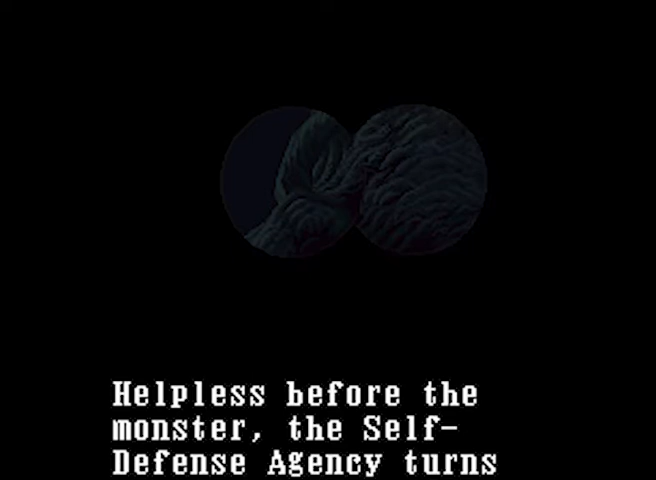 Helpless before the
monster, the Self-
Defense Agency turns